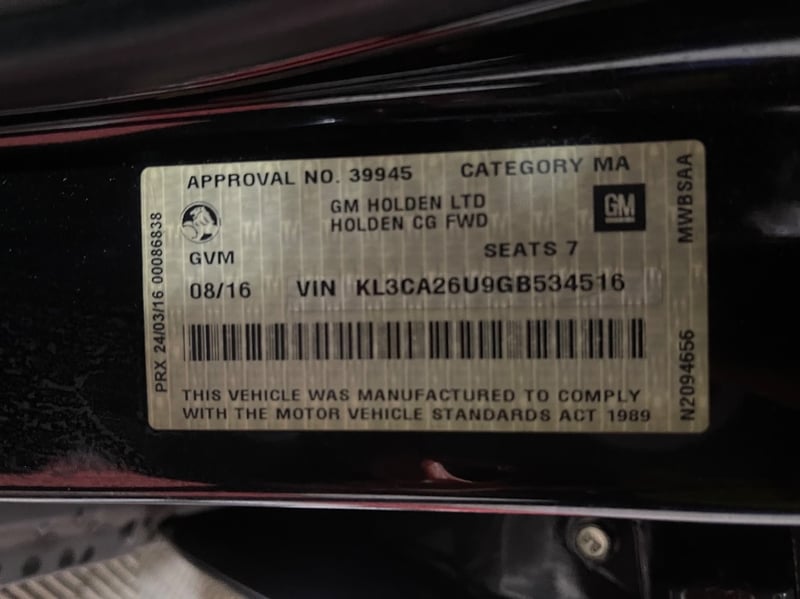 APPROVAL NO. 39945 CATEGORY MA
GM HOLDEN LTD
HOLDEN CG FWD
GM
GVM SEATS 7
08/16 VIN KL3CA26U9GB534516
THIS VEHICLE WAS MANUFACTURED TO COMPLY
WITH THE MOTOR VEHICLE STANDARDS ACT 1989
PRX 24/03/16 00086838
N2094656 MWBSAA